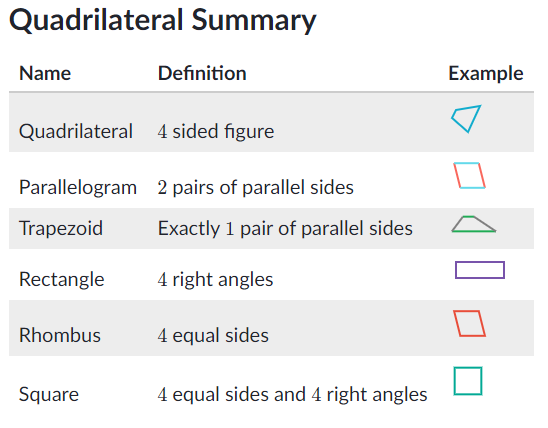 Quadrilateral Summary
Name Definition Example
Quadrilateral 4 sided figure
Parallelogram 2 pairs of parallel sides
Trapezoid Exactly 1 pair of parallel sides
Rectangle 4 right angles
Rhombus 4 equal sides
Square 4 equal sides and 4 right angles